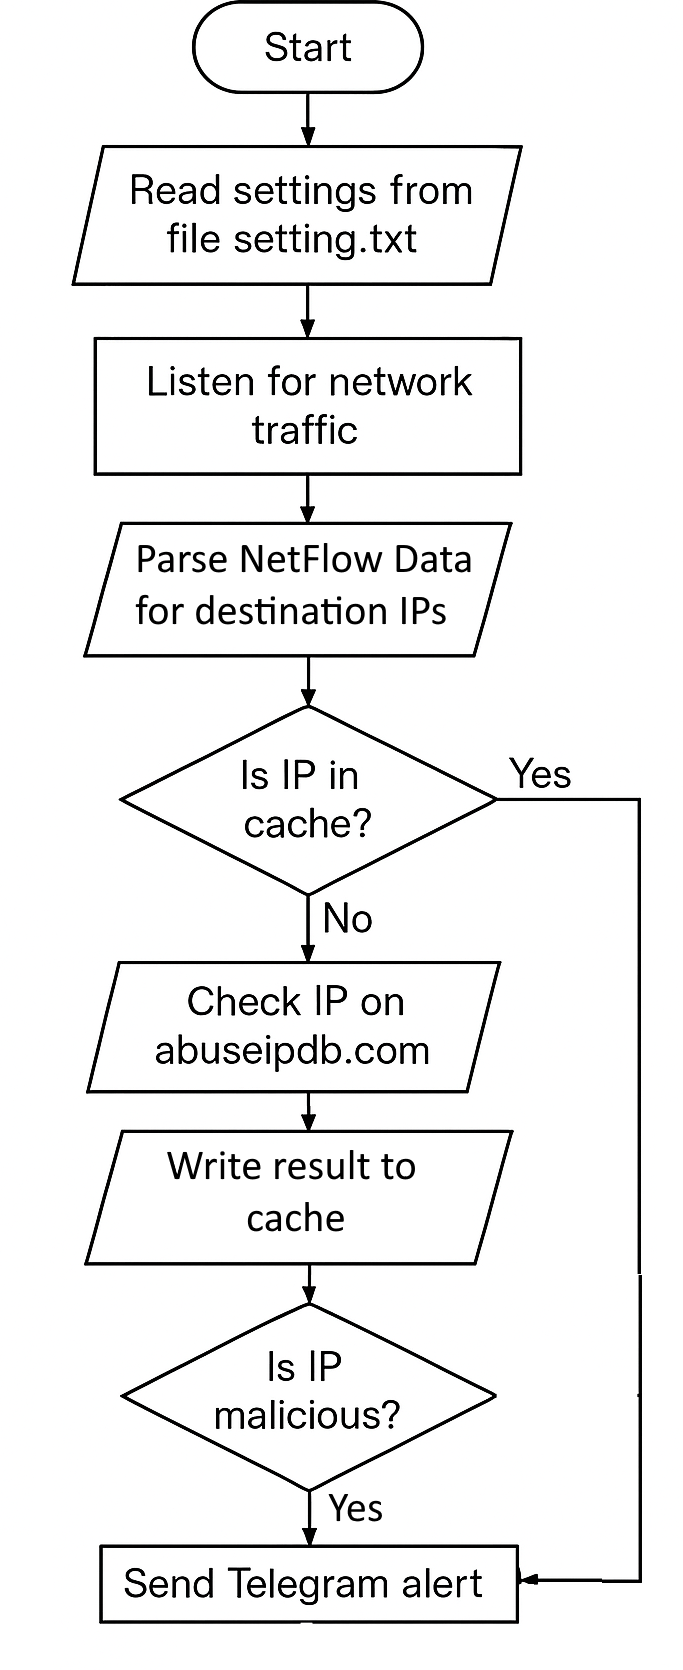 Start
Read settings from
file setting.txt
Listen for network
traffic
Parse NetFlow Data
for destination IPs
Is IP in
cache?
Yes
No
Check IP on
abuseipdb.com
Write result to
cache
Is IP
malicious?
Yes
Send Telegram alert